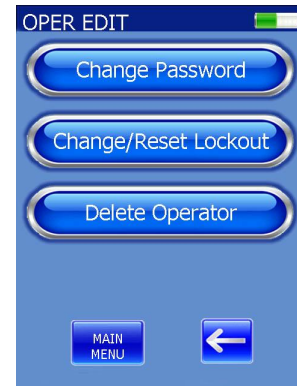 OPER EDIT
Change Password
Change/Reset Lockout
Delete Operator
MAIN
MENU